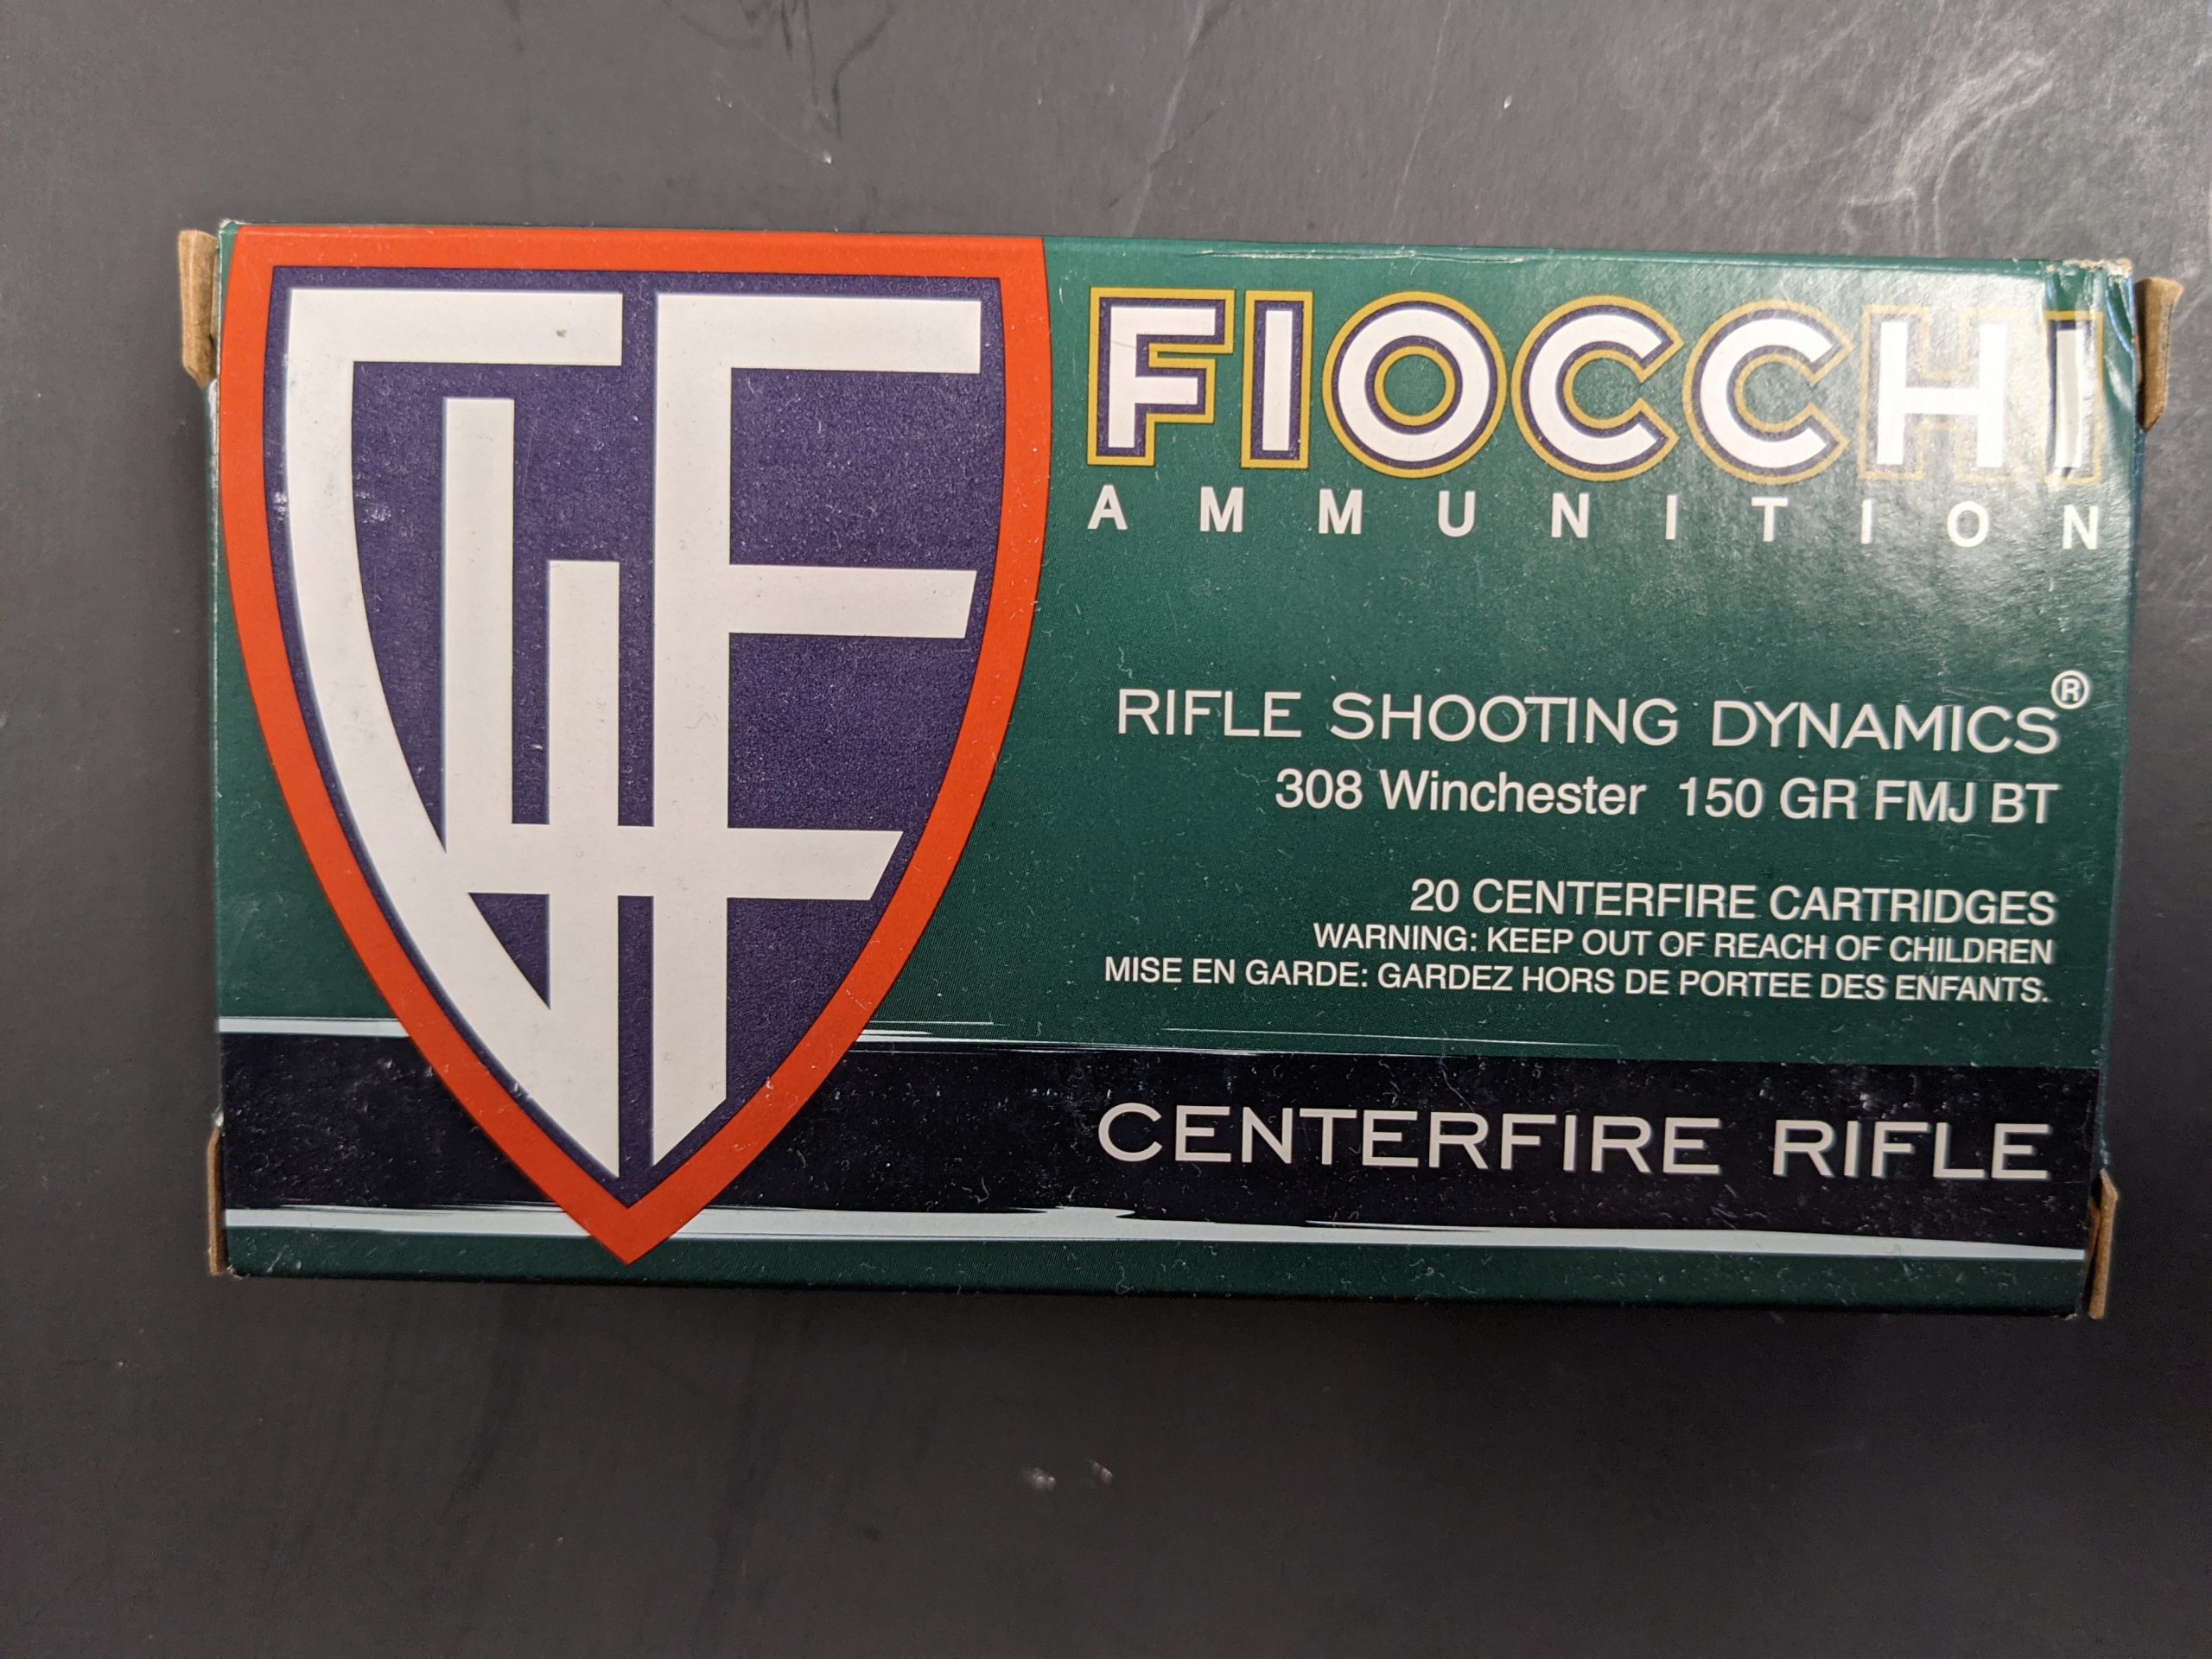 GFL
FIOCCHI
AMMUNITION
RIFLE SHOOTING DYNAMICS®
308 Winchester 150 GR FMJ BT
20 CENTERFIRE CARTRIDGES
WARNING: KEEP OUT OF REACH OF CHILDREN
MISE EN GARDE: GARDEZ HORS DE PORTEE DES ENFANTS.
CENTERFIRE RIFLE